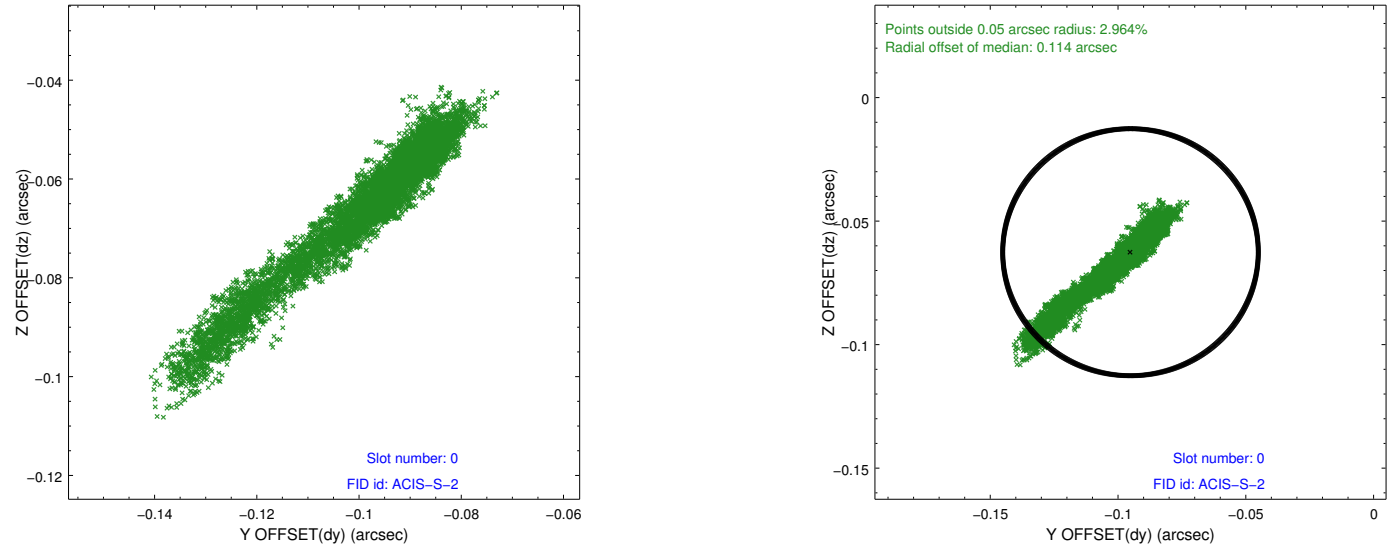 −0.04
−0.06
−0.08
−0.1
−0.12
Z OFFSET(dz) (arcsec)
Slot number: 0
FID id: ACIS−S−2
−0.14
−0.12
−0.1
−0.08
−0.06
Y OFFSET(dy) (arcsec)
Points outside 0.05 arcsec radius: 2.964%
Radial offset of median: 0.114 arcsec
0
−0.05
−0.1
−0.15
Z OFFSET(dz) (arcsec)
Slot number: 0
FID id: ACIS−S−2
−0.15
−0.1
−0.05
0
Y OFFSET(dy) (arcsec)